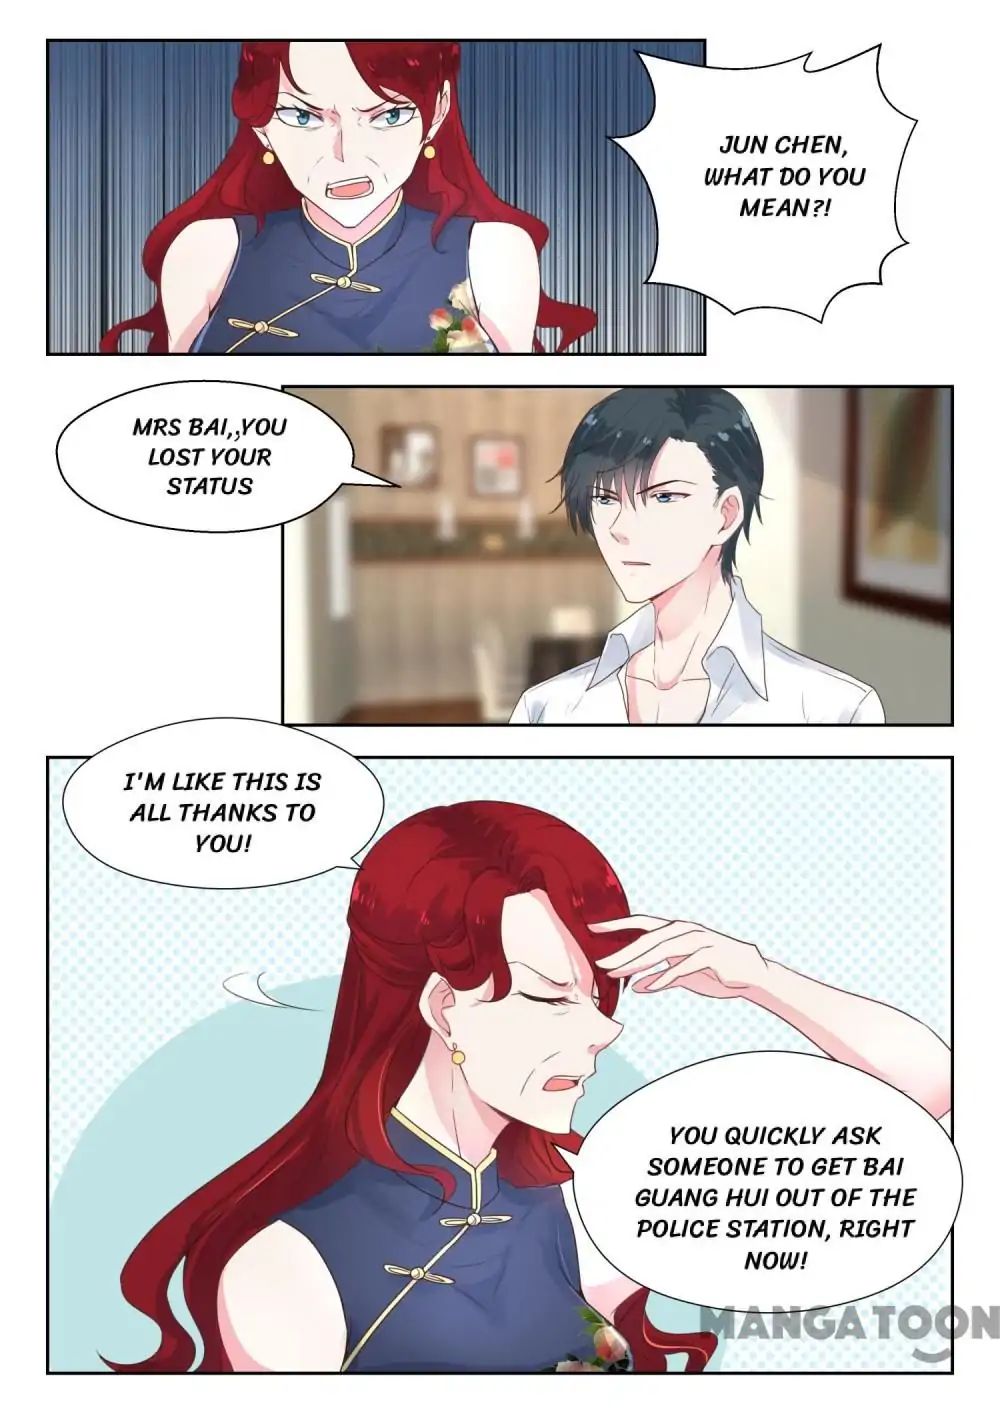 JUN CHEN,
WHAT DO YOU
MEAN?!
MRS BAI,,YOU
LOST YOUR
STATUS
I'M LIKE THIS IS
ALL THANKS TO
YOU!
YOU QUICKLY ASK
SOMEONE TO GET BAI
GUANG HUI OUT OF THE
POLICE STATION, RIGHT
NOW!
MANGATOON